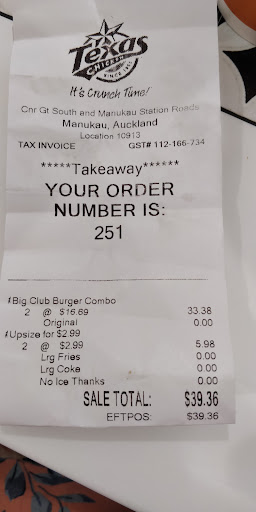 Texas
CHICKEN
SINCE 1952
It's Crunch Time!
Cnr Gt South and Manukau Station Roads
Manukau, Auckland
Location 10913
TAX INVOICE GST# 112-166-734
*****Takeaway******
YOUR ORDER
NUMBER IS:
251
#Big Club Burger Combo
2 @ $16.69 33.38
Original 0.00
#Upsize for $2.99
2 @ $2.99 5.98
Lrg Fries 0.00
Lrg Coke 0.00
No Ice Thanks 0.00
SALE TOTAL: $39.36
EFTPOS: $39.36